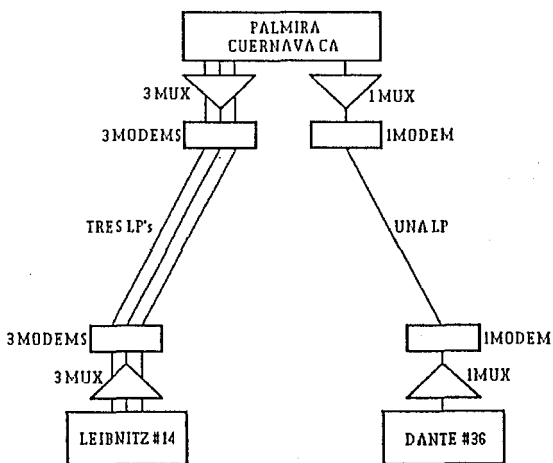 PALMIRA
CUERNAVACA
3 MUX
1 MUX
3 MODEMS
1 MODEM
TRES LP's
UNA LP
3 MODEMS
1 MODEM
3 MUX
1 MUX
LEIBNITZ #14
DANTE #36